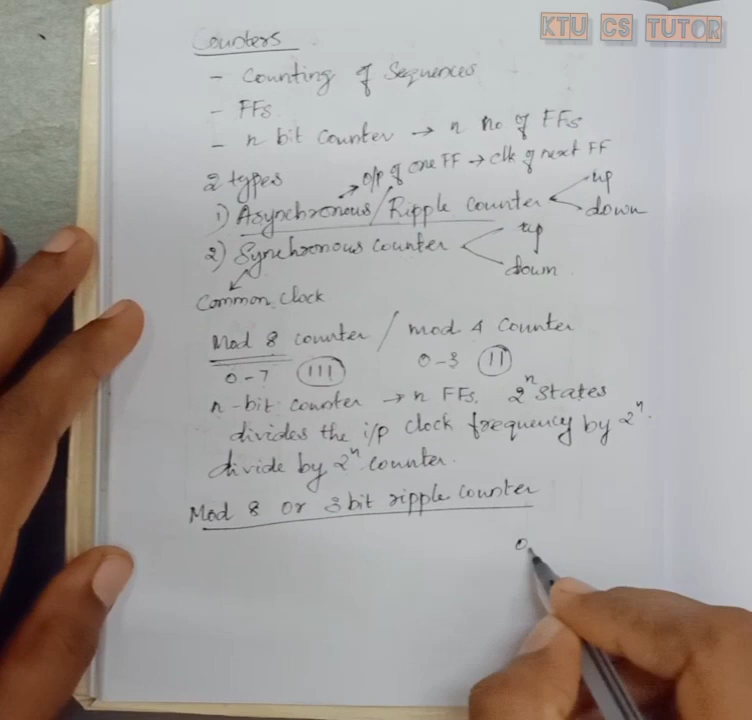 KTU CS TUTOR
Counters
- Counting of Sequences
- FFs
- n bit counter → n no of FFs
2 types → o/p of one FF → clk of next FF
1) Asynchronous/Ripple counter < up
down
2) Synchronous counter < up
down
Common clock
Mod 8 counter / mod 4 counter
0-7 111 0-3 11
n-bit counter → n FFs. 2^n states
divides the i/p clock frequency by 2^n.
divide by 2^n counter.
Mod 8 or 3 bit ripple counter
0